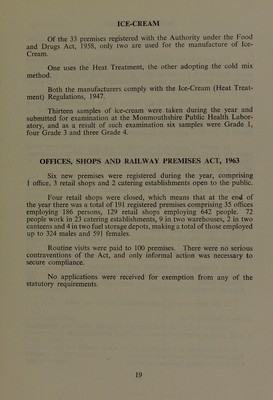 ICE-CREAM
Of the 33 premises registered with the Authority under the Food
and Drugs Act, 1958, only two are used for the manufacture of Ice-
Cream.
One uses the Heat Treatment, the other adopting the cold mix
method.
Both the manufacturers comply with the Ice-Cream (Heat Treat-
ment) Regulations, 1947.
Thirteen samples of ice-cream were taken during the year and
submitted for examination at the Monmouthshire Public Health Labor-
atory, and as a result of such examination six samples were Grade 1,
four Grade 3 and three Grade 4.
OFFICES, SHOPS AND RAILWAY PREMISES ACT, 1963
Six new premises were registered during the year, comprising
1 office, 3 retail shops and 2 catering establishments open to the public.
Four retail shops were closed, which means that at the end of
the year there was a total of 191 registered premises comprising 35 offices
employing 186 persons, 129 retail shops employing 642 people. 72
people work in 23 catering establishments, 9 in two warehouses, 2 in two
canteens and 4 in two fuel storage depots, making a total of those employed
up to 324 males and 591 females.
Routine visits were paid to 100 premises. There were no serious
contraventions of the Act, and only informal action was necessary to
secure compliance.
No applications were received for exemption from any of the
statutory requirements.
19